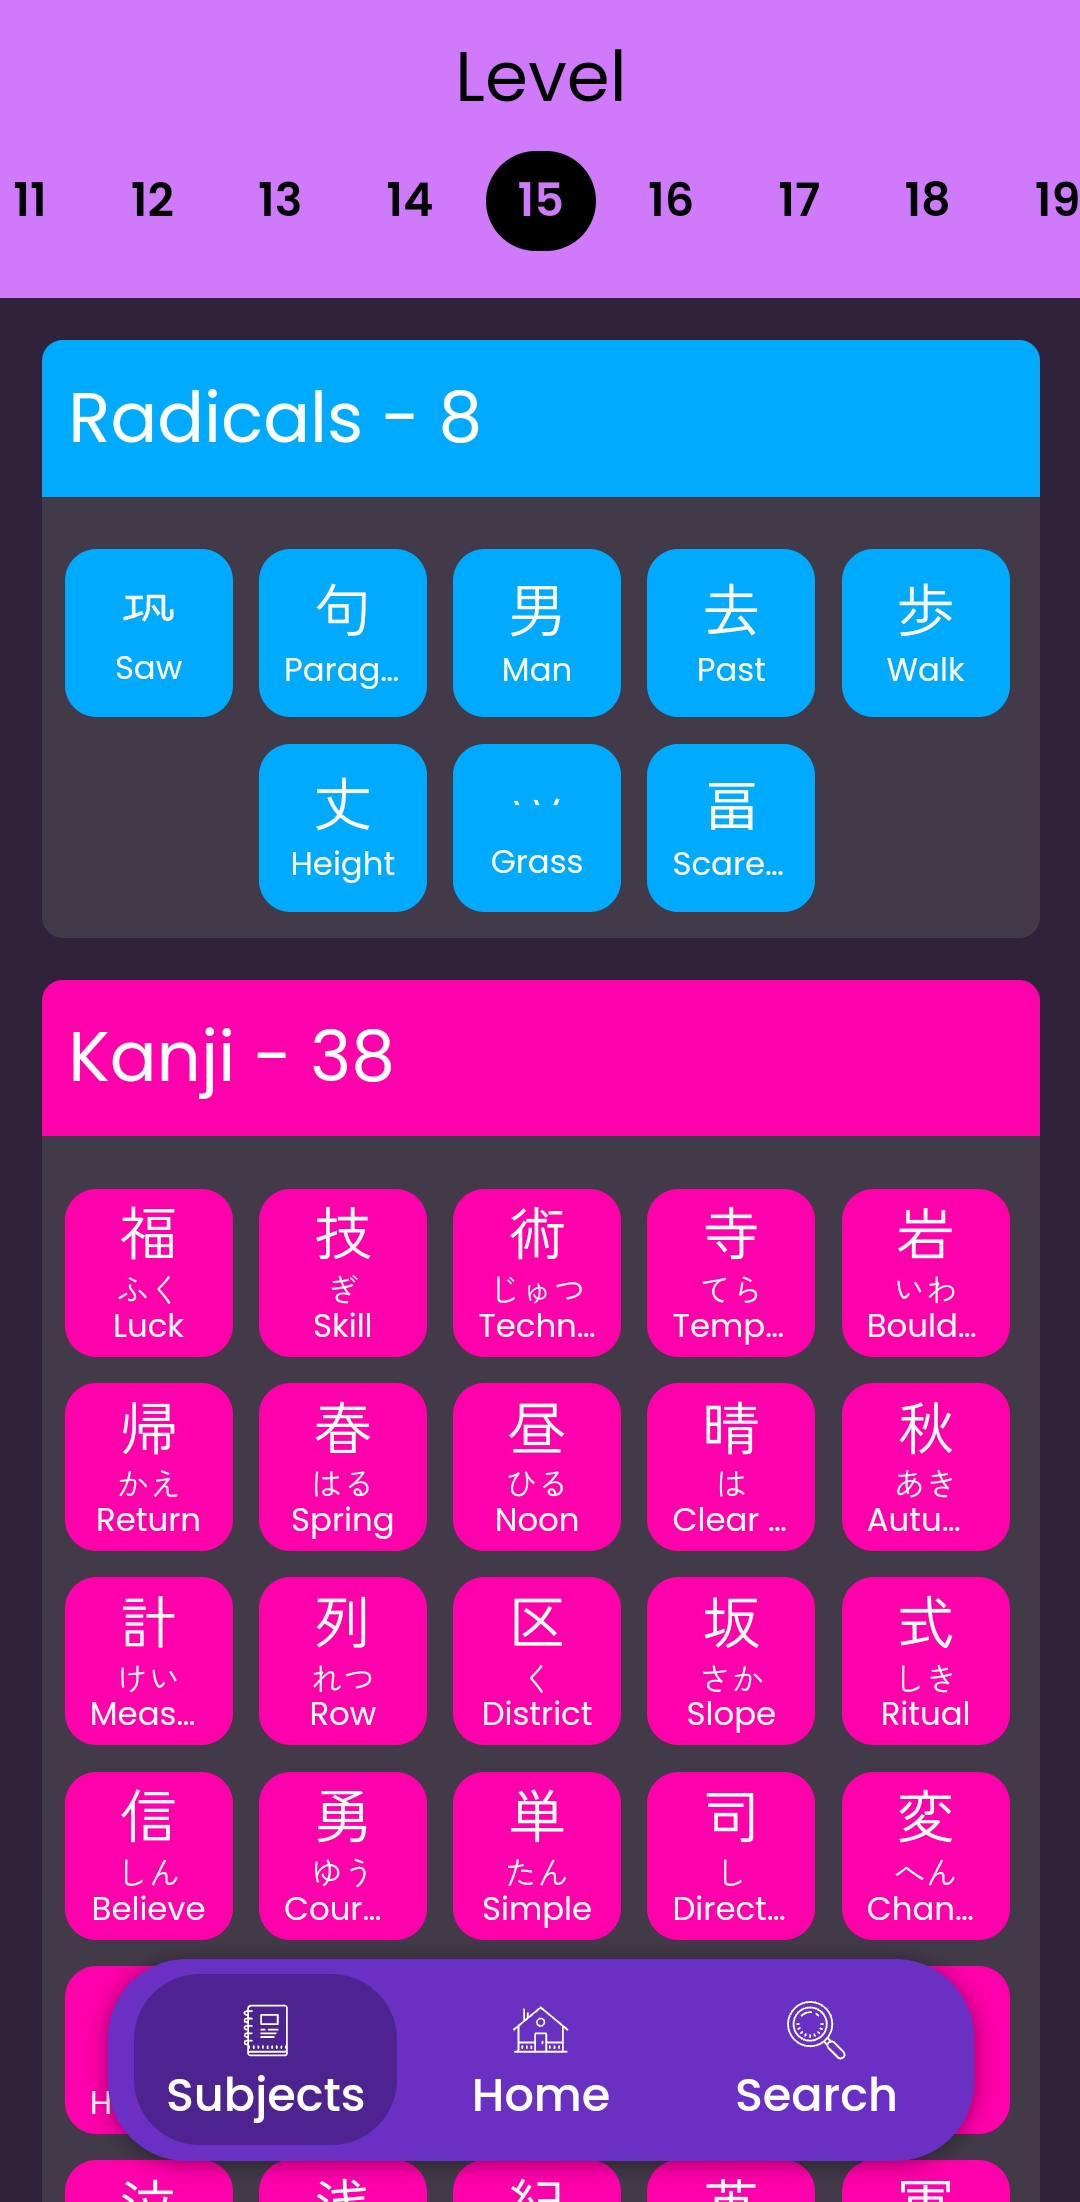 Level
11 12 13 14 15 16 17 18 19
Radicals - 8
句 男 去 歩
Saw Parag... Man Past Walk
丈 畐
Height Grass Scare...
Kanji - 38
福 技 術 寺 岩
ふく ぎ じゅつ てら いわ
Luck Skill Techn... Temp... Bould...
帰 春 昼 晴 秋
かえ はる ひる は あき
Return Spring Noon Clear ... Autu...
計 列 区 坂 式
けい れつ く さか しき
Meas... Row District Slope Ritual
信 勇 単 司 変
しん ゆう たん し へん
Believe Cour... Simple Direct... Chan...
H
Subjects Home Search
泣 浅 紀 英 軍